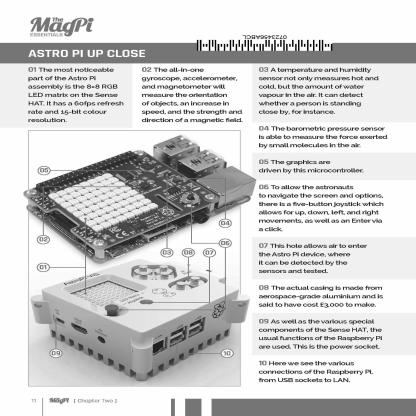 The
MagPi
ESSENTIALS
0723456ABCL
ASTRO PI UP CLOSE
01 The most noticeable
part of the Astro Pi
assembly is the 8×8 RGB
LED matrix on the Sense
HAT. It has a 60fps refresh
rate and 15-bit colour
resolution.
02 The all-in-one
gyroscope, accelerometer,
and magnetometer will
measure the orientation
of objects, an increase in
speed, and the strength and
direction of a magnetic field.
03 A temperature and humidity
sensor not only measures hot and
cold, but the amount of water
vapour in the air. It can detect
whether a person is standing
close by, for instance.
04 The barometric pressure sensor
is able to measure the force exerted
by small molecules in the air.
05 The graphics are
driven by this microcontroller.
06 To allow the astronauts
to navigate the screen and options,
there is a five-button joystick which
allows for up, down, left, and right
movements, as well as an Enter via
a click.
07 This hole allows air to enter
the Astro Pi device, where
it can be detected by the
sensors and tested.
08 The actual casing is made from
aerospace-grade aluminium and is
said to have cost £3,000 to make.
09 As well as the various special
components of the Sense HAT, the
usual functions of the Raspberry Pi
are used. This is the power socket.
10 Here we see the various
connections of the Raspberry Pi,
from USB sockets to LAN.
05
04
02
03
08
07
06
01
09
10
11
MagPi
[ Chapter Two ]